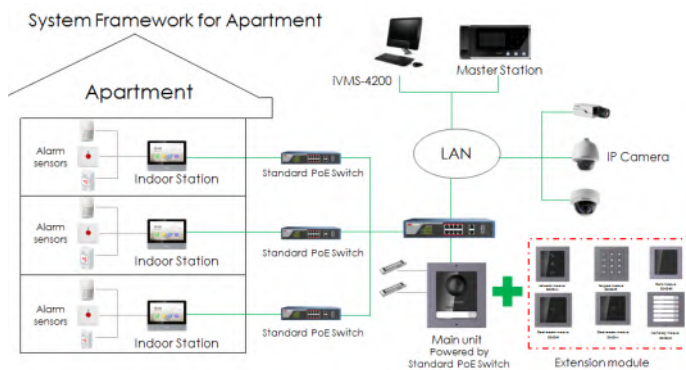 System Framework for Apartment
iVMS-4200
Master Station
Apartment
LAN
IP Camera
Alarm
sensors
Indoor Station
Standard PoE Switch
Alarm
sensors
Indoor Station
Standard PoE Switch
Alarm
sensors
Indoor Station
Standard PoE Switch
Main unit
Powered by
Standard PoE Switch
Extension module